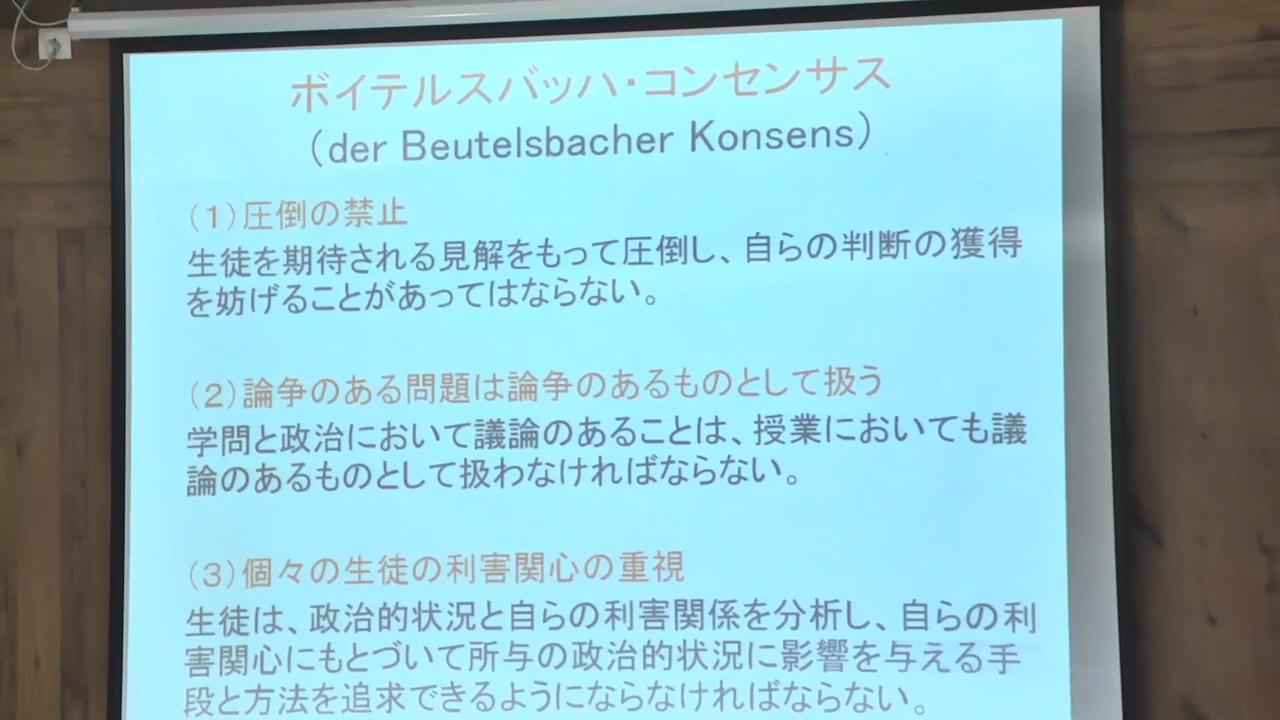 ボイテルスバッハ・コンセンサス
（der Beutelsbacher Konsens）
（１）圧倒の禁止
生徒を期待される見解をもって圧倒し、自らの判断の獲得
を妨げることがあってはならない。
（２）論争のある問題は論争のあるものとして扱う
学問と政治において議論のあることは、授業においても議
論のあるものとして扱わなければならない。
（３）個々の生徒の利害関心の重視
生徒は、政治的状況と自らの利害関係を分析し、自らの利
害関心にもとづいて所与の政治的状況に影響を与える手
段と方法を追求できるようにならなければならない。